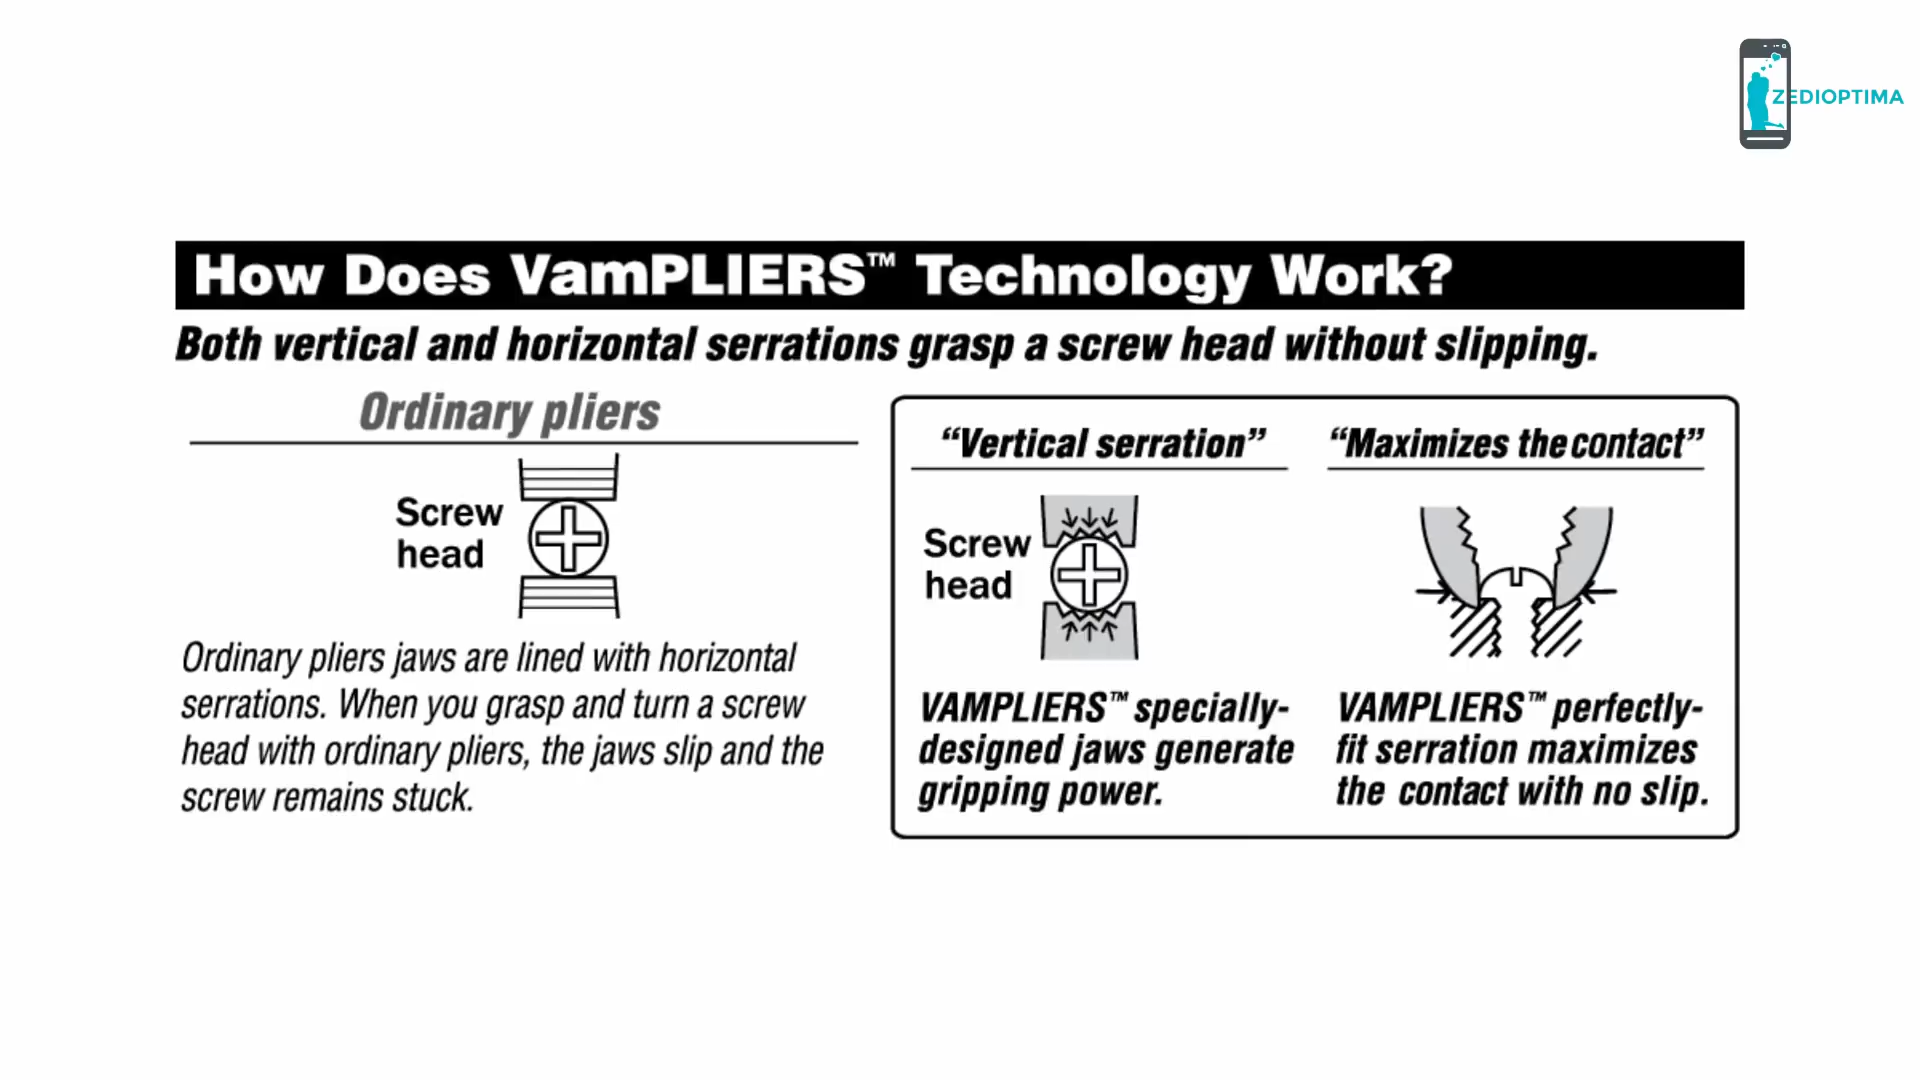 ZEDIOPTIMA
How Does VamPLIERS™ Technology Work?
Both vertical and horizontal serrations grasp a screw head without slipping.
Ordinary pliers
Screw
head
Ordinary pliers jaws are lined with horizontal
serrations. When you grasp and turn a screw
head with ordinary pliers, the jaws slip and the
screw remains stuck.
“Vertical serration”
Screw
head
VAMPLIERS™ specially-
designed jaws generate
gripping power.
“Maximizes the contact”
VAMPLIERS™ perfectly-
fit serration maximizes
the contact with no slip.